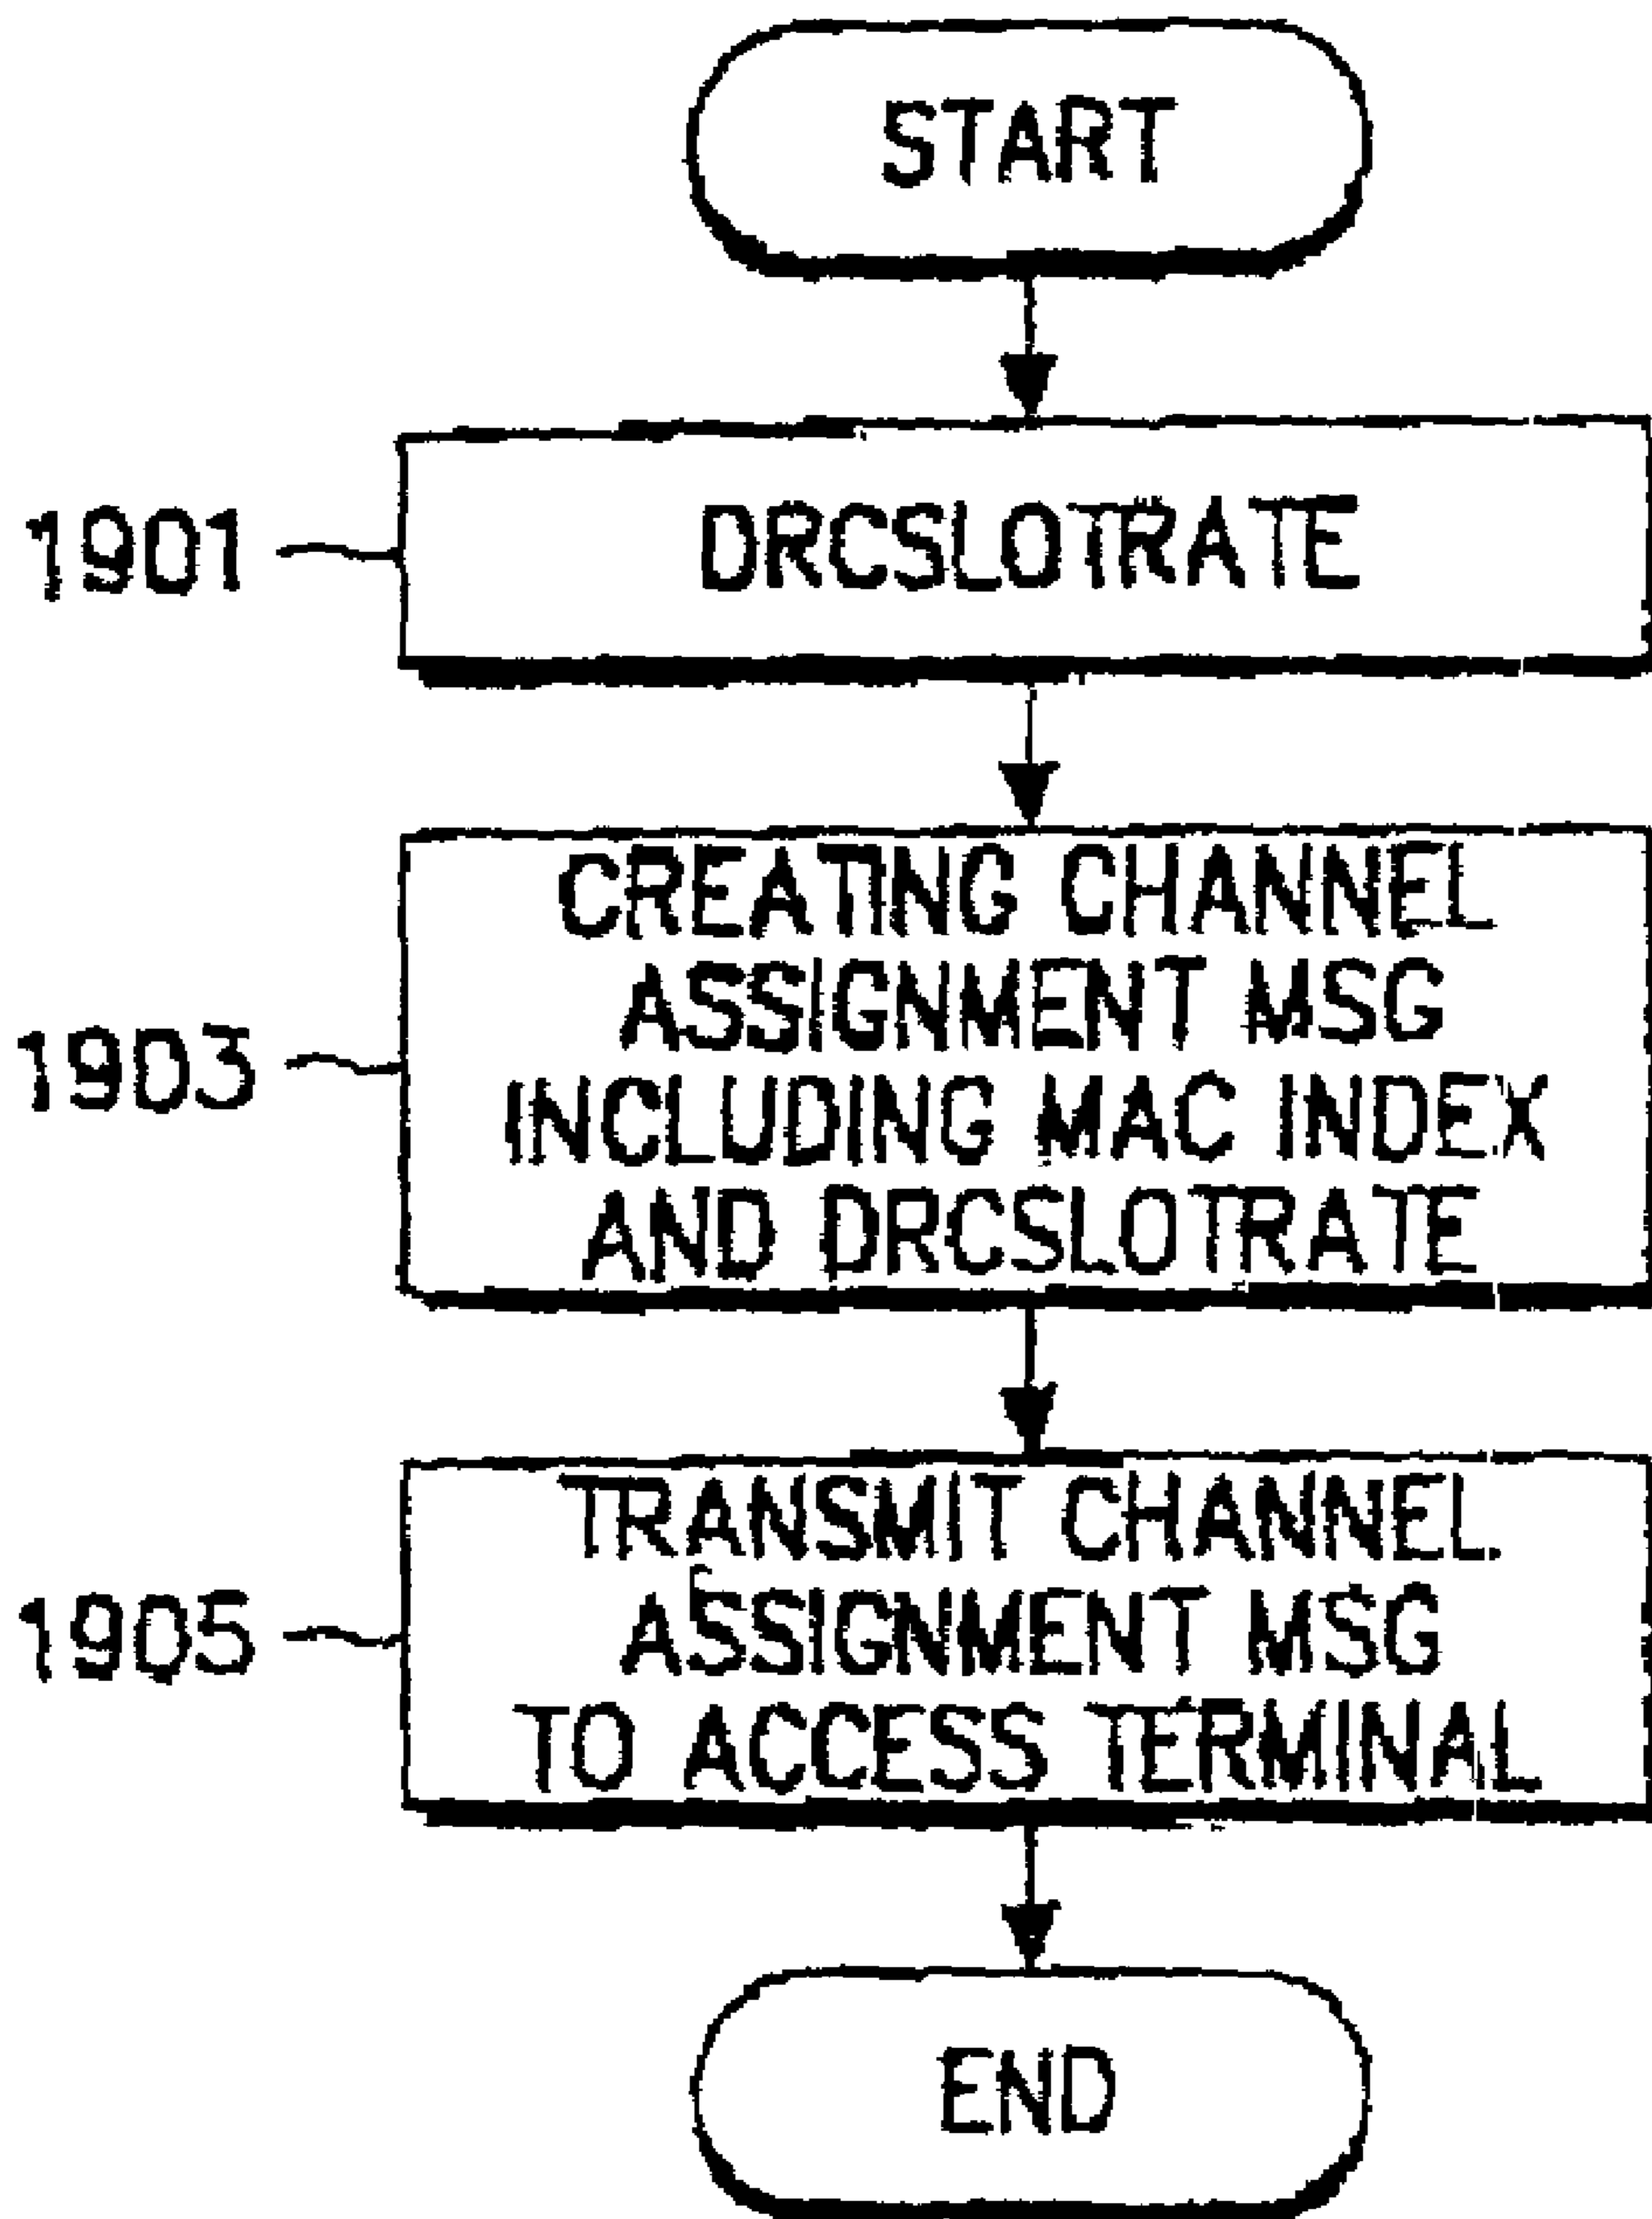 START
1901
DRCSLOTRATE
1903
CREATING CHANNEL
ASSIGNMENT MSG
INCLUDING MAC INDEX
AND DRCSLOTRATE
1905
TRANSMIT CHANNEL
ASSIGNMENT MSG
TO ACCESS TERMINAL
END